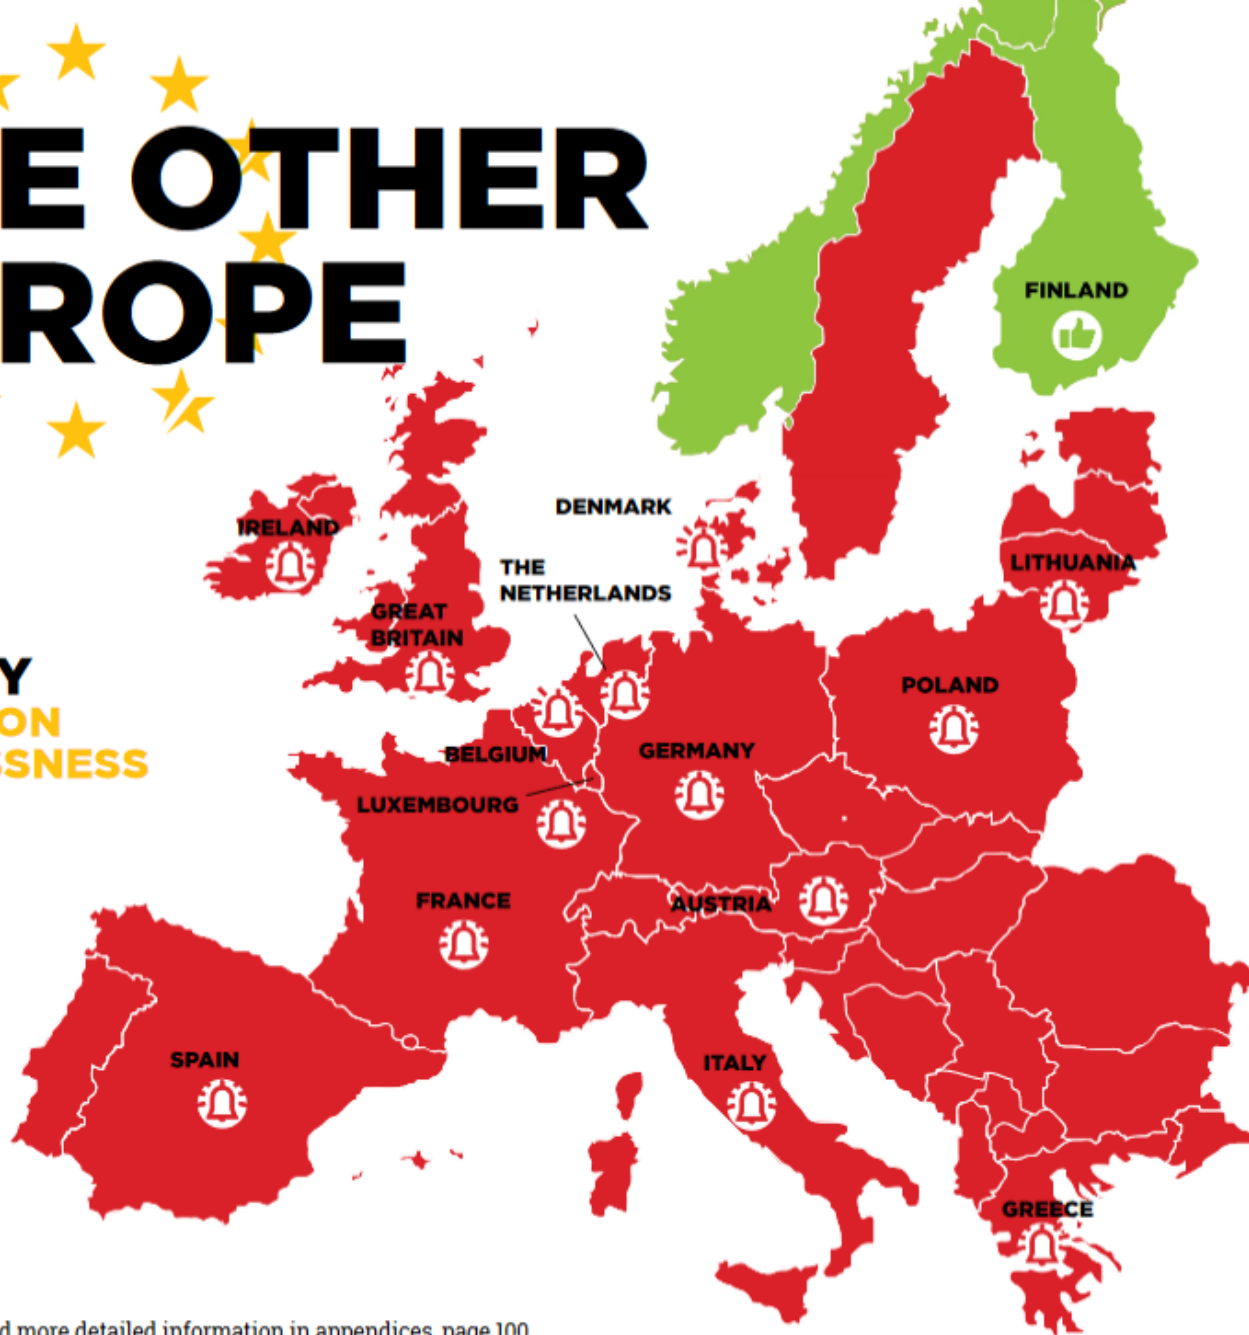 E OTHER
ROPE
FINLAND
DENMARK
IRELAND
THE
NETHERLANDS
LITHUANIA
GREAT
BRITAIN
Y
ON
SSNESS
POLAND
BELGIUM
GERMANY
LUXEMBOURG
FRANCE
AUSTRIA
SPAIN
ITALY
GREECE
d more detailed information in appendices, page 100